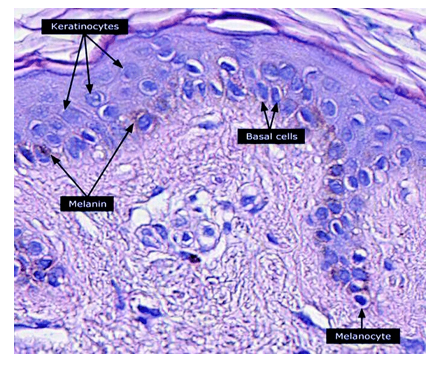 Keratinocytes
Basal cells
Melanin
Melanocyte